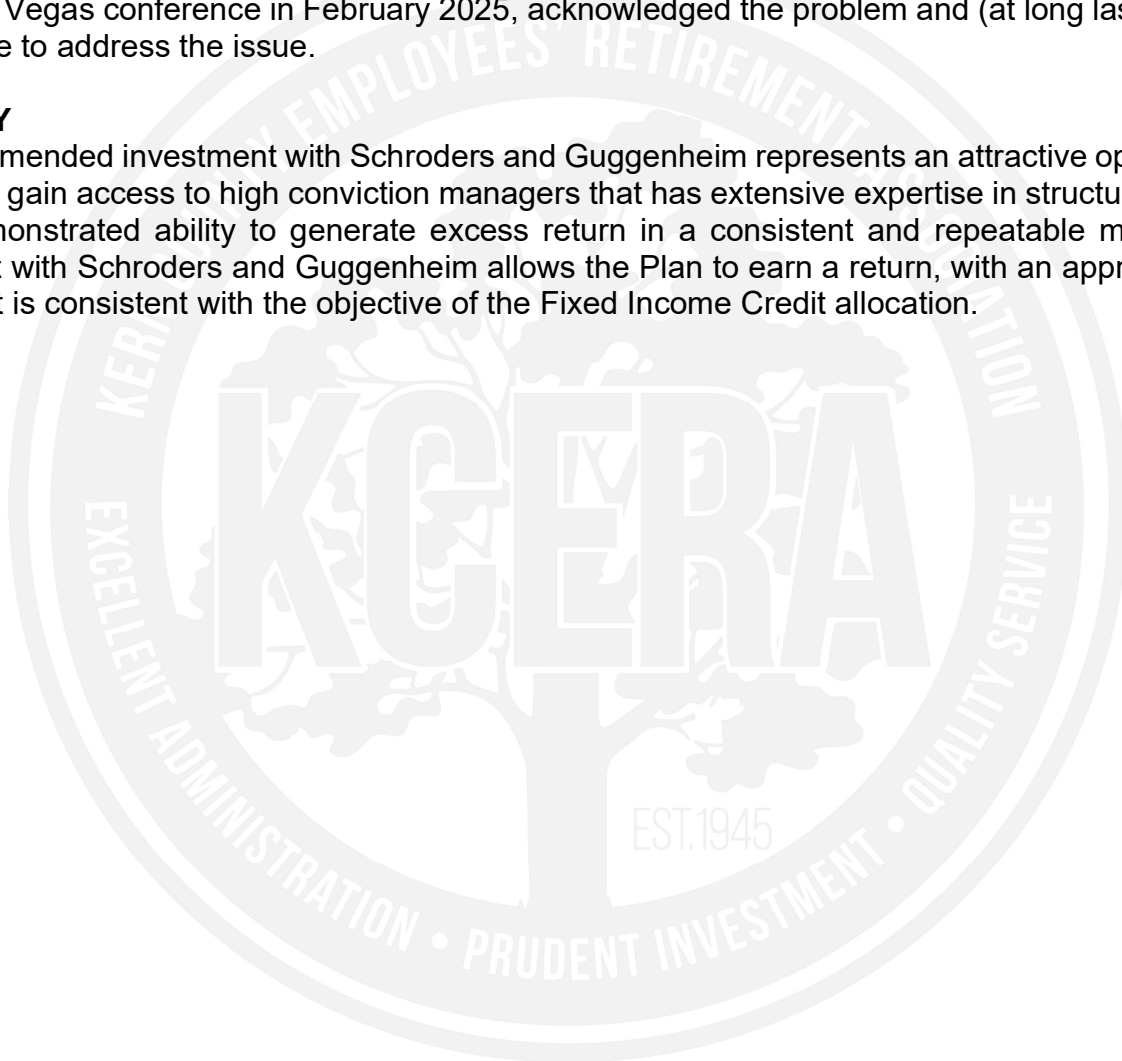 Vegas conference in February 2025, acknowledged the problem and (at long las
e to address the issue.
Y
mended investment with Schroders and Guggenheim represents an attractive op
gain access to high conviction managers that has extensive expertise in structu
monstrated ability to generate excess return in a consistent and repeatable m
t with Schroders and Guggenheim allows the Plan to earn a return, with an appr
t is consistent with the objective of the Fixed Income Credit allocation.
KERN COUNTY EMPLOYEES' RETIREMENT ASSOCIATION
KCERA
EST.1945
EXCELLENT ADMINISTRATION • PRUDENT INVESTMENT • QUALITY SERVICE